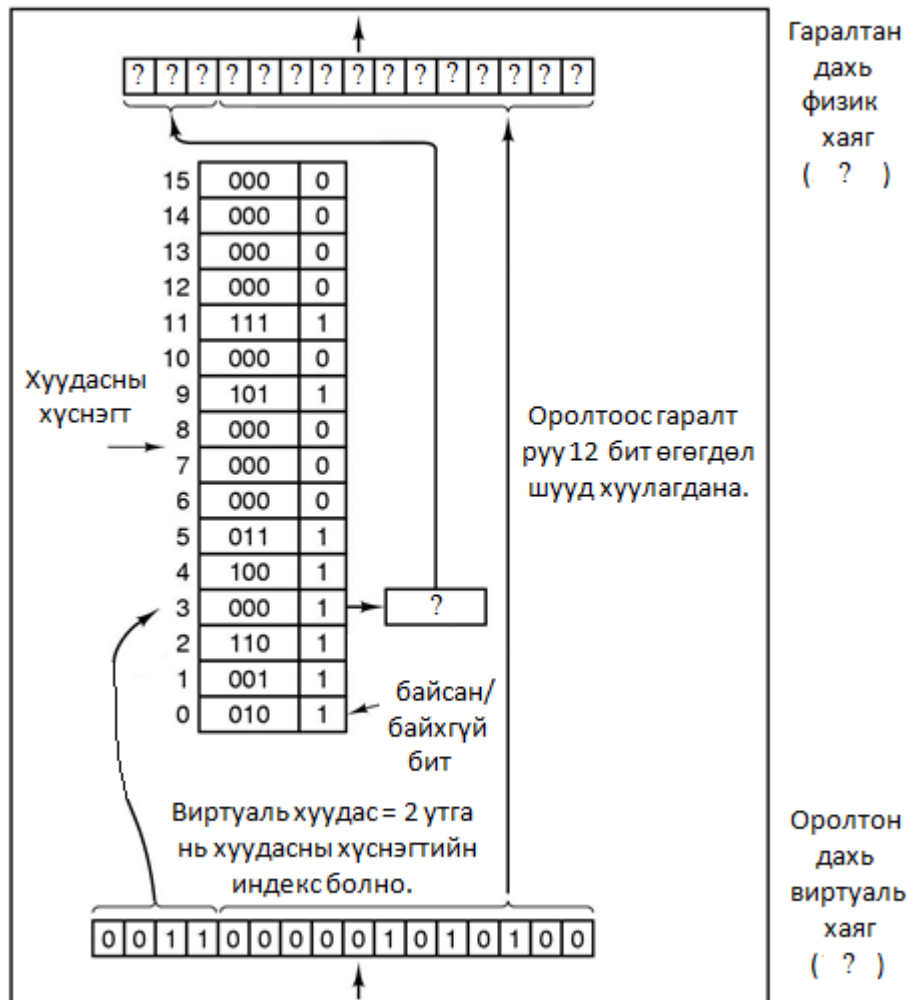 Гаралтан
дахь
физик
хаяг
( ? )
? ? ? ? ? ? ? ? ? ? ? ? ? ? ?
15 000 0
14 000 0
13 000 0
12 000 0
11 111 1
10 000 0
9 101 1
8 000 0
7 000 0
6 000 0
5 011 1
4 100 1
3 000 1
2 110 1
1 001 1
0 010 1
Хуудасны
хүснэгт
?
Оролтоос гаралт
руу 12 бит өгөгдөл
шууд хуулагдана.
байсан/
байхгүй
бит
Виртуаль хуудас = 2 утга
нь хуудасны хүснэгтийн
индекс болно.
0 0 1 1 0 0 0 0 0 1 0 1 0 1 0 0
Оролтон
дахь
виртуаль
хаяг
( ? )